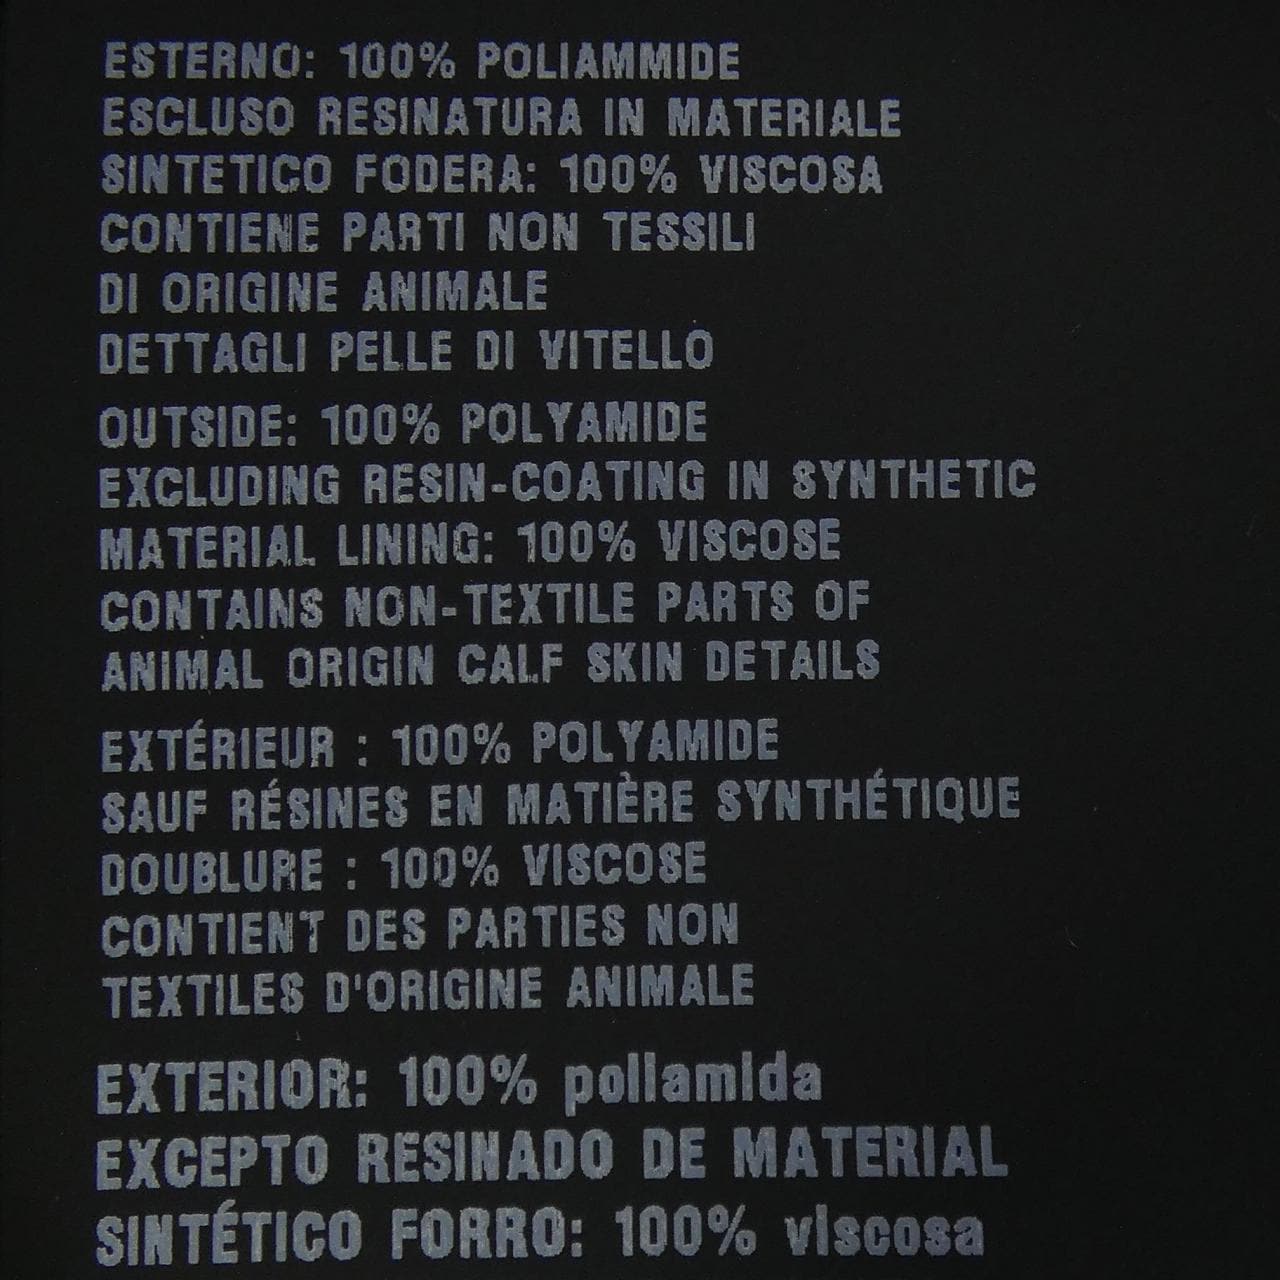 ESTERNO: 100% POLIAMMIDE
ESCLUSO RESINATURA IN MATERIALE
SINTETICO FODERA: 100% VISCOSA
CONTIENE PARTI NON TESSILI
DI ORIGINE ANIMALE
DETTAGLI PELLE DI VITELLO
OUTSIDE: 100% POLYAMIDE
EXCLUDING RESIN-COATING IN SYNTHETIC
MATERIAL LINING: 100% VISCOSE
CONTAINS NON-TEXTILE PARTS OF
ANIMAL ORIGIN CALF SKIN DETAILS
EXTÉRIEUR : 100% POLYAMIDE
SAUF RÉSINES EN MATIÈRE SYNTHÉTIQUE
DOUBLURE : 100% VISCOSE
CONTIENT DES PARTIES NON
TEXTILES D'ORIGINE ANIMALE
EXTERIOR: 100% poliamida
EXCEPTO RESINADO DE MATERIAL
SINTÉTICO FORRO: 100% viscosa